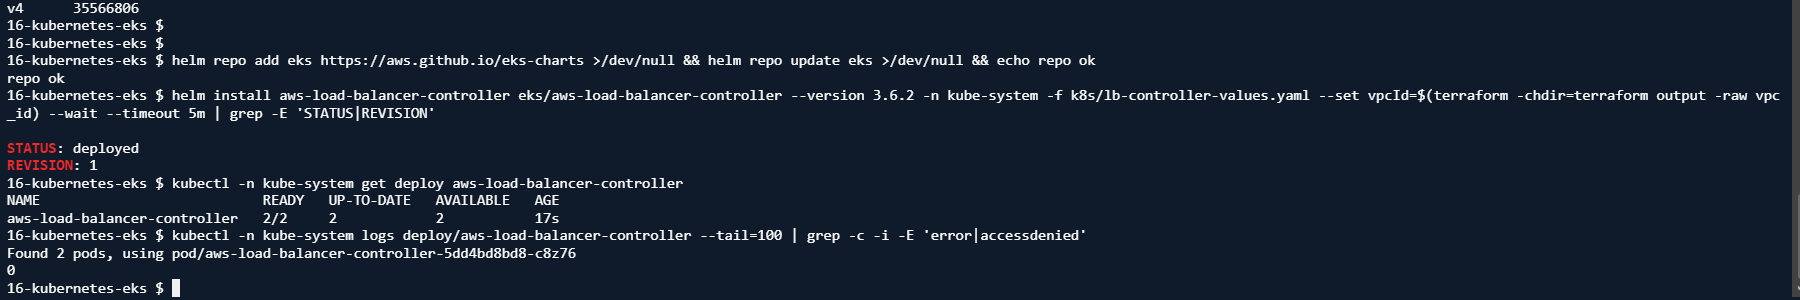 v4      35566806
16-kubernetes-eks $
16-kubernetes-eks $
16-kubernetes-eks $ helm repo add eks https://aws.github.io/eks-charts >/dev/null && helm repo update eks >/dev/null && echo repo ok
repo ok
16-kubernetes-eks $ helm install aws-load-balancer-controller eks/aws-load-balancer-controller --version 3.6.2 -n kube-system -f k8s/lb-controller-values.yaml --set vpcId=$(terraform -chdir=terraform output -raw vpc
_id) --wait --timeout 5m | grep -E 'STATUS|REVISION'
STATUS: deployed
REVISION: 1
16-kubernetes-eks $ kubectl -n kube-system get deploy aws-load-balancer-controller
NAME                           READY   UP-TO-DATE   AVAILABLE   AGE
aws-load-balancer-controller   2/2     2            2           17s
16-kubernetes-eks $ kubectl -n kube-system logs deploy/aws-load-balancer-controller --tail=100 | grep -c -i -E 'error|accessdenied'
Found 2 pods, using pod/aws-load-balancer-controller-5dd4bd8bd8-c8z76
0
16-kubernetes-eks $